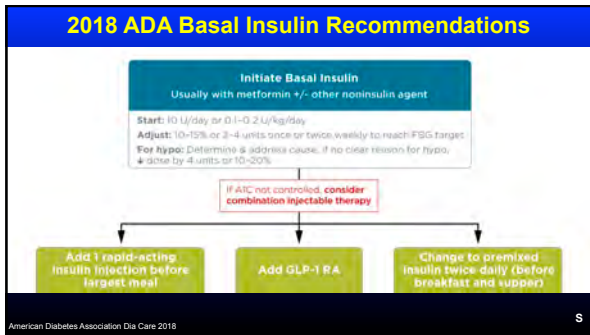 2018 ADA Basal Insulin Recommendations
Initiate Basal Insulin
Usually with metformin +/- other noninsulin agent
Start: 10 U/day or 0.1-0.2 U/kg/day
Adjust: 10-15% or 2-4 units once or twice weekly to reach FBG target
For hypo: Determine & address cause, if no clear reason for hypo,
↓ dose by 4 units or 10-20%
If A1C not controlled, consider
combination injectable therapy
Add 1 rapid-acting
insulin injection before
largest meal
Add GLP-1 RA
Change to premixed
insulin twice daily (before
breakfast and supper)
American Diabetes Association Dia Care 2018
S